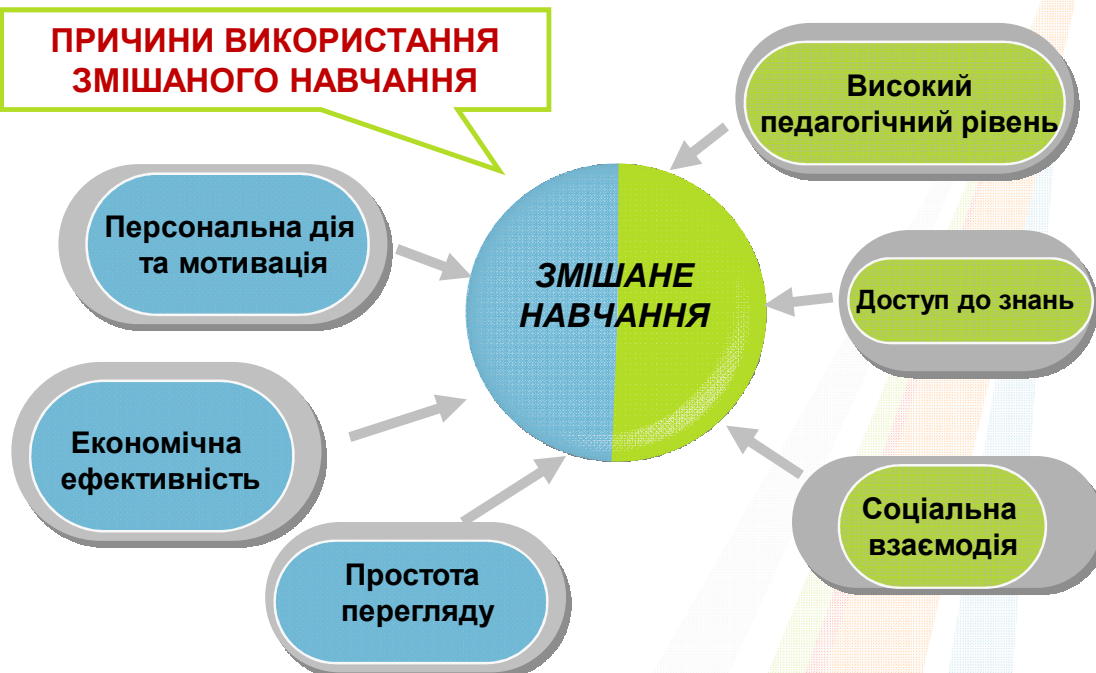 ПРИЧИНИ ВИКОРИСТАННЯ
ЗМІШАНОГО НАВЧАННЯ
Високий
педагогічний рівень
Персональна дія
та мотивація
ЗМІШАНЕ
НАВЧАННЯ
Доступ до знань
Економічна
ефективність
Соціальна
взаємодія
Простота
перегляду